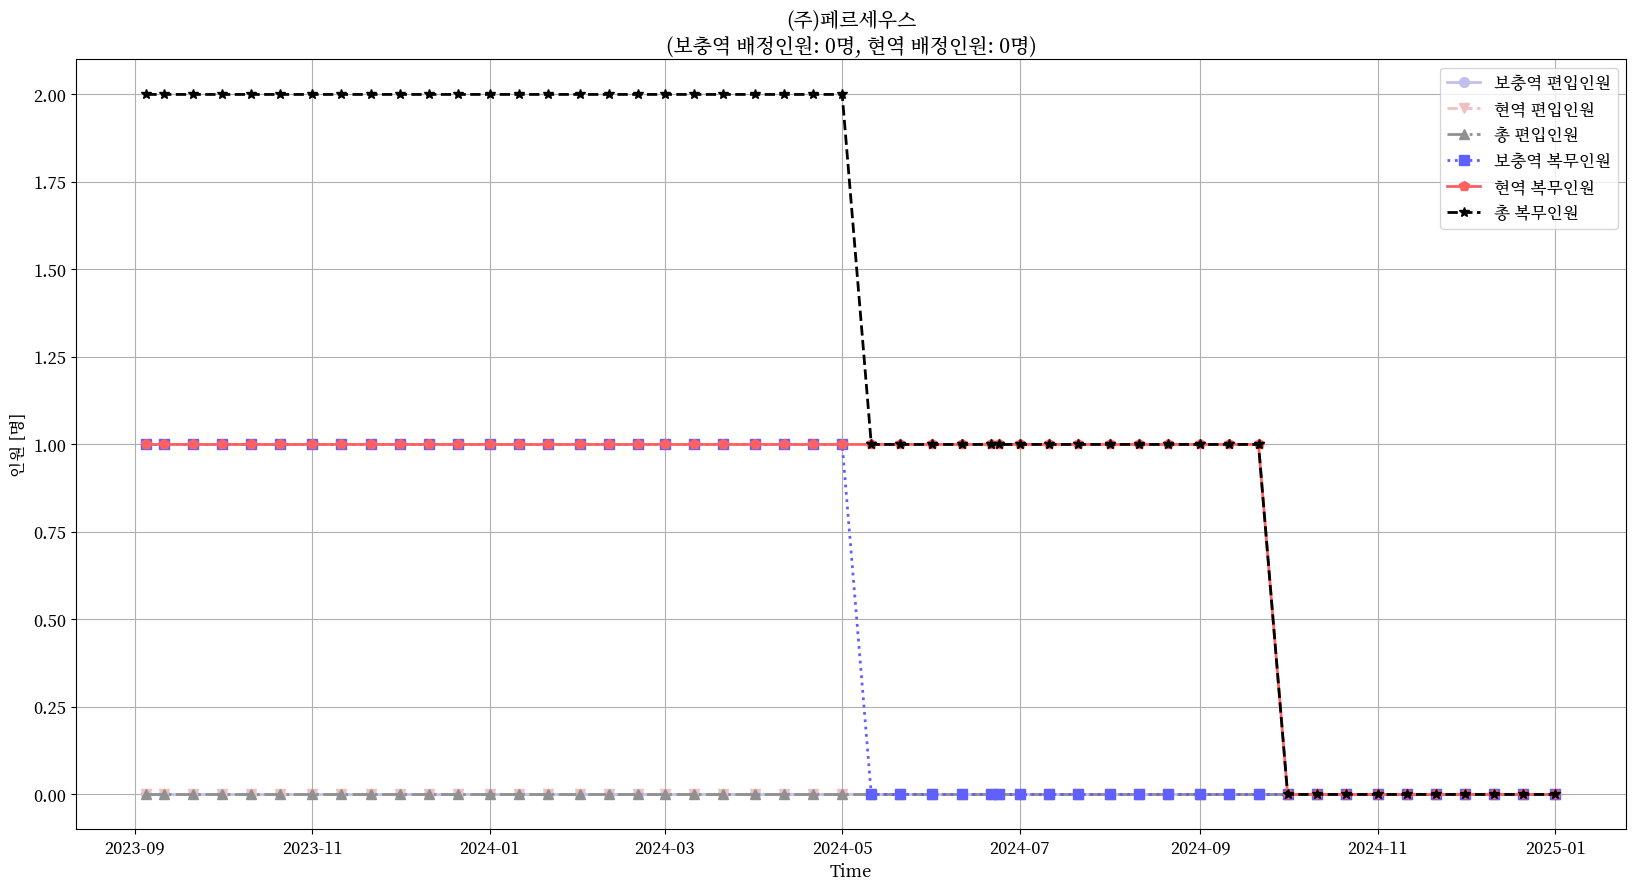 (주)페르세우스
(보충역 배정인원: 0명, 현역 배정인원: 0명)
보충역 편입인원
현역 편입인원
총 편입인원
보충역 복무인원
현역 복무인원
총 복무인원
인원 [명]
2.00
1.75
1.50
1.25
1.00
0.75
0.50
0.25
0.00
2023-09 2023-11 2024-01 2024-03 2024-05 2024-07 2024-09 2024-11 2025-01
Time